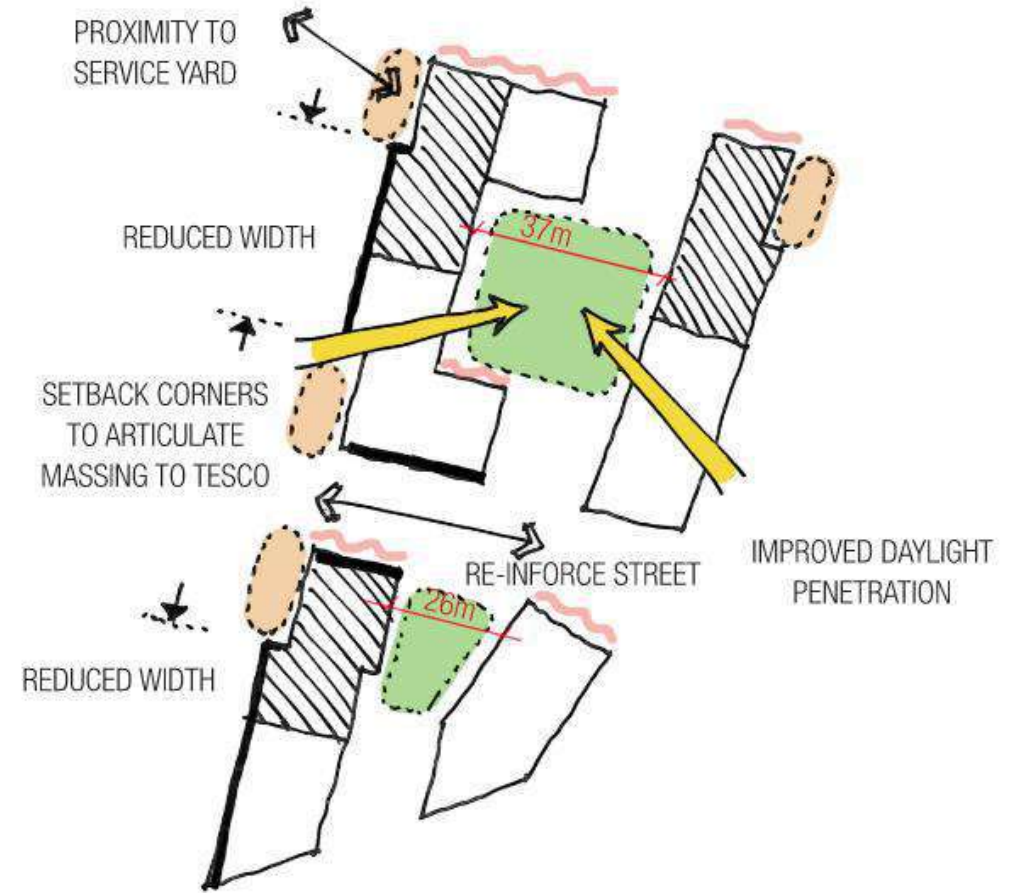 PROXIMITY TO
SERVICE YARD
37m
REDUCED WIDTH
SETBACK CORNERS
TO ARTICULATE
MASSING TO TESCO
IMPROVED DAYLIGHT
PENETRATION
RE-INFORCE STREET
26m
REDUCED WIDTH